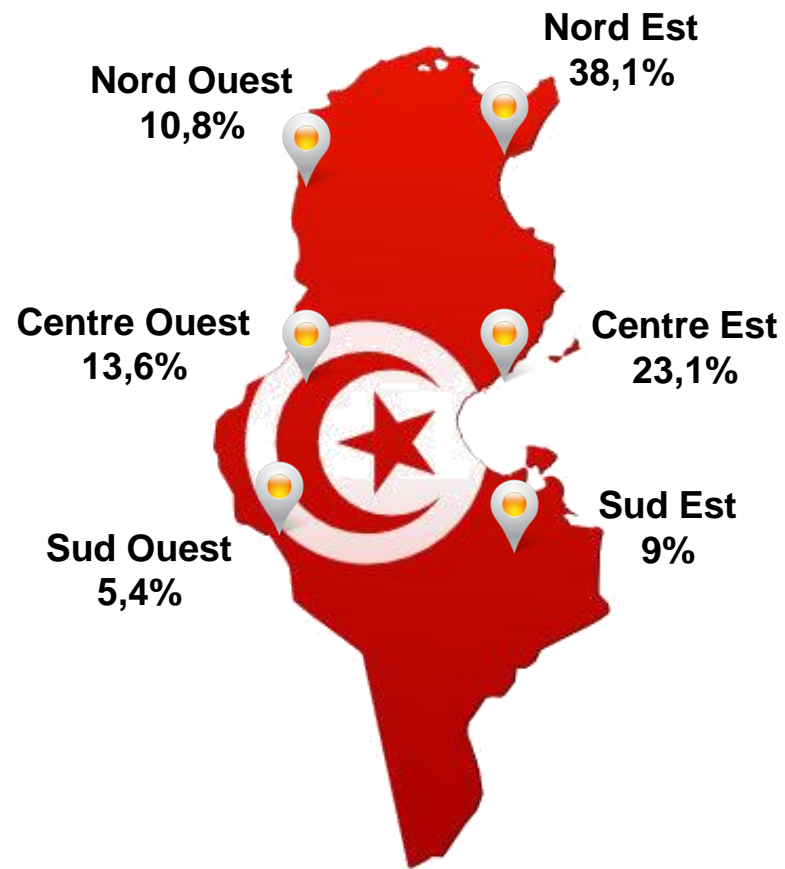 Nord Est
38,1%
Nord Ouest
10,8%
Centre Ouest
13,6%
Centre Est
23,1%
Sud Est
9%
Sud Ouest
5,4%